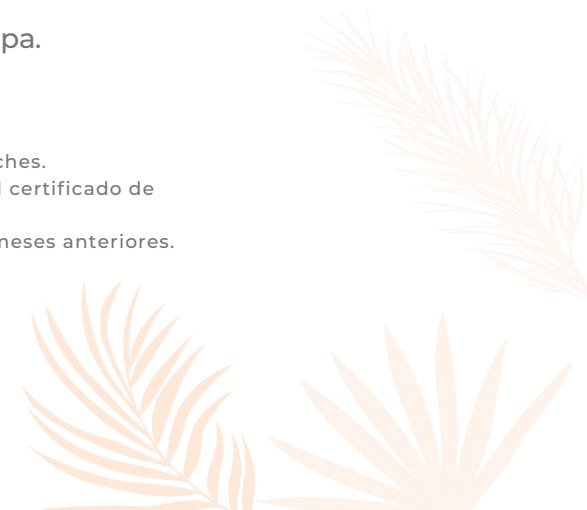 pa.
ches.
certificado de
meses anteriores.